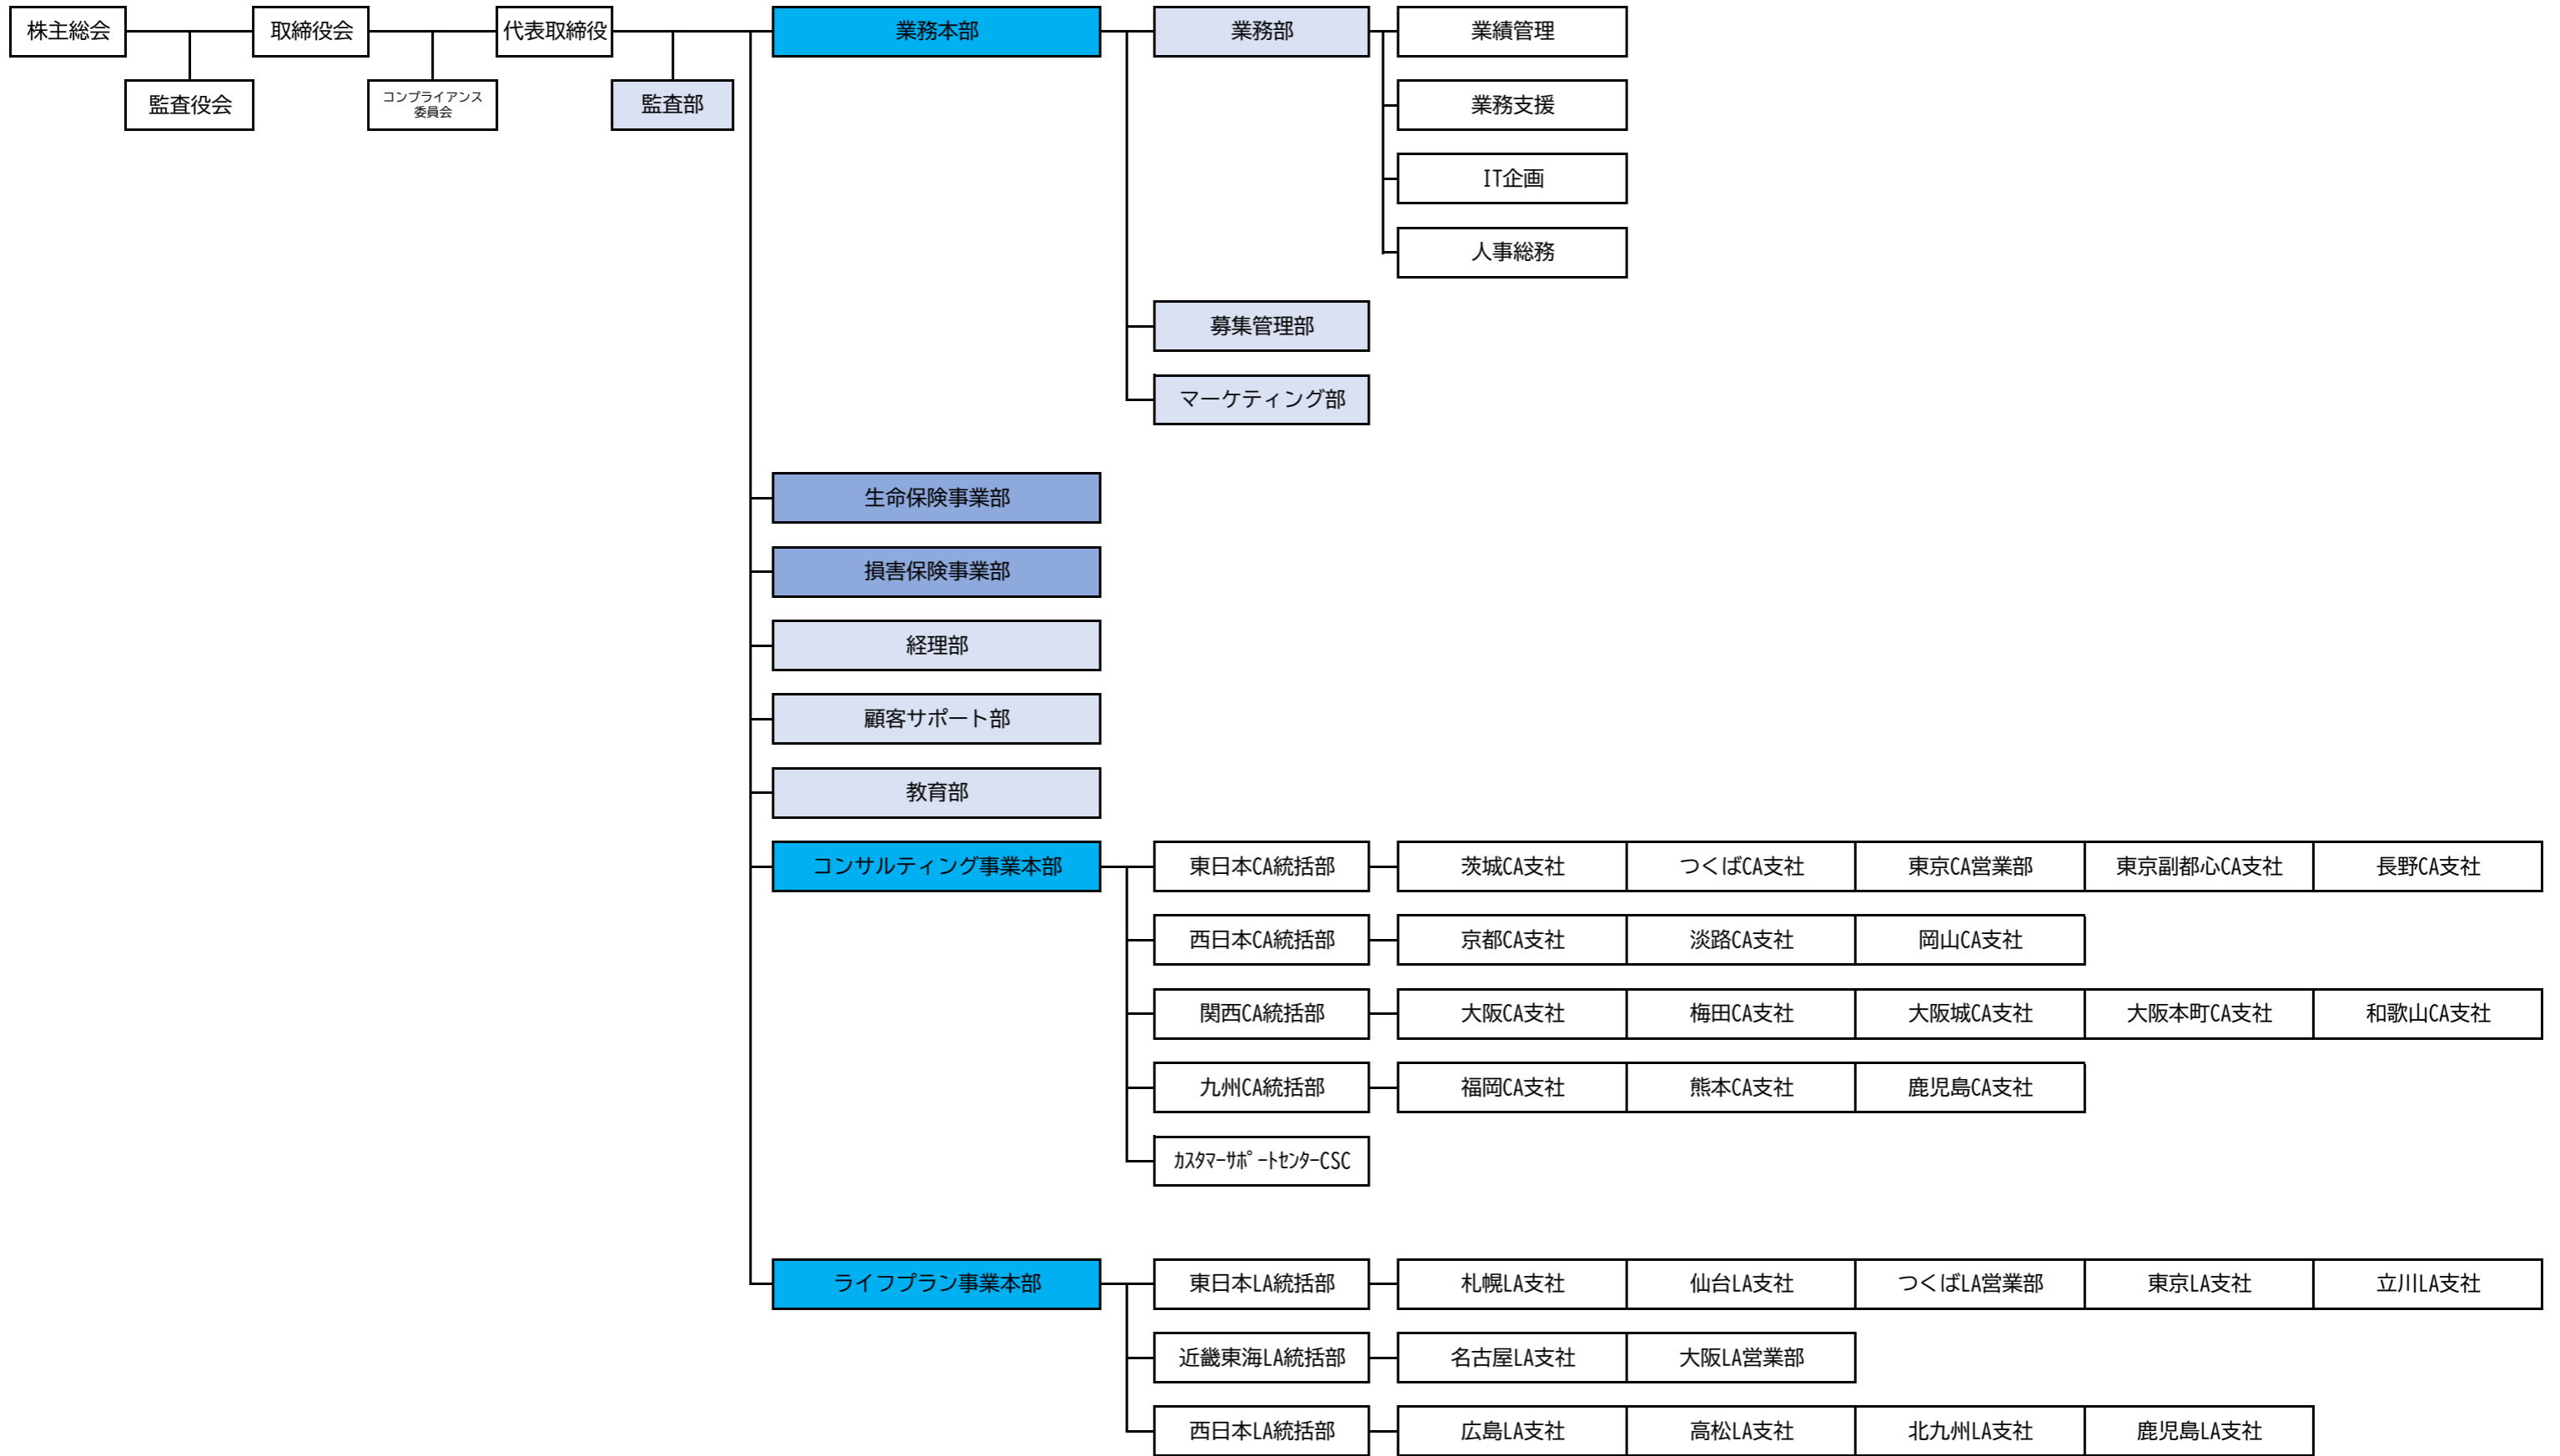 株主総会
取締役会
代表取締役
業務本部
業務部
業績管理
監査役会
コンプライアンス
委員会
監査部
業務支援
IT企画
人事総務
募集管理部
マーケティング部
生命保険事業部
損害保険事業部
経理部
顧客サポート部
教育部
コンサルティング事業本部
東日本CA統括部
茨城CA支社
つくばCA支社
東京CA営業部
東京副都心CA支社
長野CA支社
西日本CA統括部
京都CA支社
淡路CA支社
岡山CA支社
関西CA統括部
大阪CA支社
梅田CA支社
大阪城CA支社
大阪本町CA支社
和歌山CA支社
九州CA統括部
福岡CA支社
熊本CA支社
鹿児島CA支社
ｶｽﾀﾏｰｻﾎﾟｰﾄｾﾝﾀｰCSC
ライフプラン事業本部
東日本LA統括部
札幌LA支社
仙台LA支社
つくばLA営業部
東京LA支社
立川LA支社
近畿東海LA統括部
名古屋LA支社
大阪LA営業部
西日本LA統括部
広島LA支社
高松LA支社
北九州LA支社
鹿児島LA支社